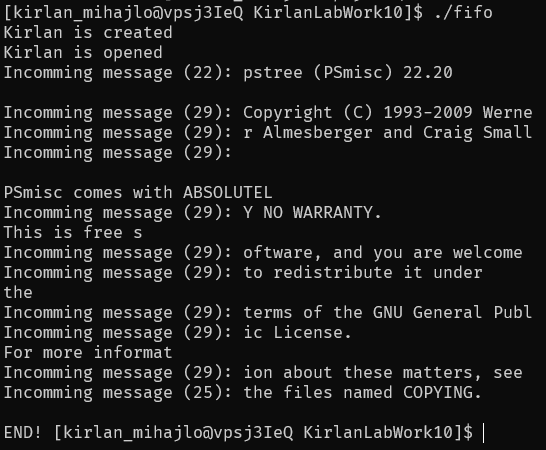 [kirlan_mihajlo@vpsj3IeQ KirlanLabWork10]$ ./fifo
Kirlan is created
Kirlan is opened
Incomming message (22): pstree (PSmisc) 22.20
Incomming message (29): Copyright (C) 1993-2009 Werne
Incomming message (29): r Almesberger and Craig Small
Incomming message (29):
PSmisc comes with ABSOLUTEL
Incomming message (29): Y NO WARRANTY.
This is free s
Incomming message (29): oftware, and you are welcome
Incomming message (29): to redistribute it under
the
Incomming message (29): terms of the GNU General Publ
Incomming message (29): ic License.
For more informat
Incomming message (29): ion about these matters, see
Incomming message (25): the files named COPYING.
END! [kirlan_mihajlo@vpsj3IeQ KirlanLabWork10]$